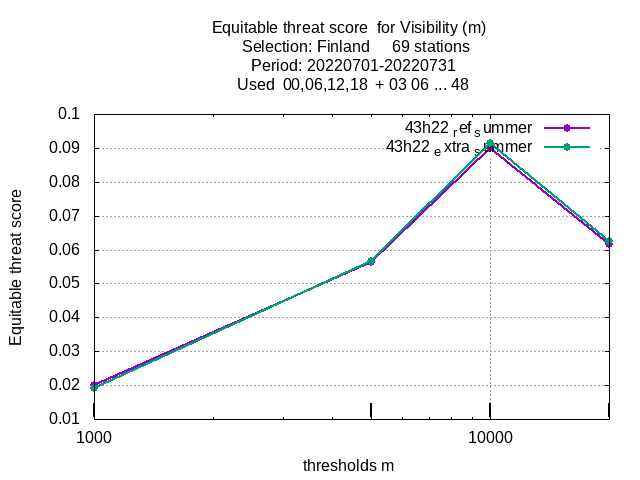 Equitable threat score for Visibility (m)
Selection: Finland 69 stations
Period: 20220701-20220731
Used 00,06,12,18 + 03 06 ... 48
43h22 ref summer
43h22 extra summer
0.1
0.09
0.08
0.07
0.06
0.05
0.04
0.03
0.02
0.01
Equitable threat score
1000
10000
thresholds m